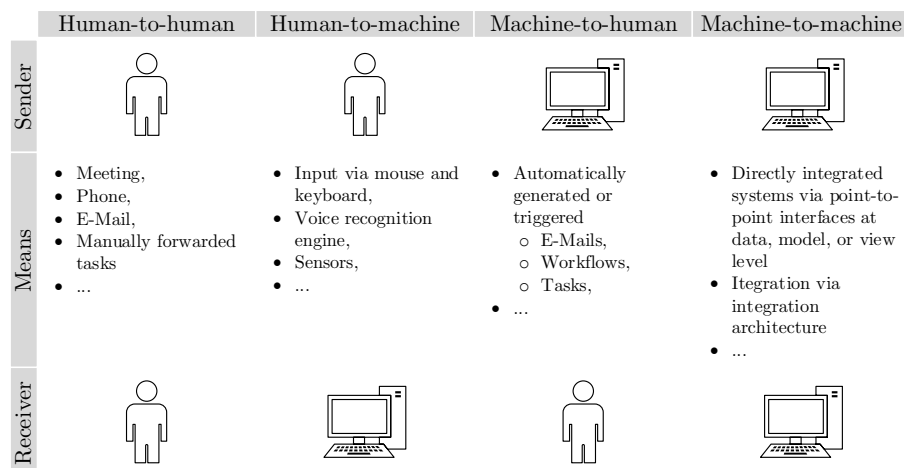 Human-to-human Human-to-machine Machine-to-human Machine-to-machine
Sender
Means
• Meeting,
• Phone,
• E-Mail,
• Manually forwarded
tasks
• ...
• Input via mouse and
keyboard,
• Voice recognition
engine,
• Sensors,
• ...
• Automatically
generated or
triggered
○ E-Mails,
○ Workflows,
○ Tasks,
• ...
• Directly integrated
systems via point-to-
point interfaces at
data, model, or view
level
• Itegration via
integration
architecture
• ...
Receiver